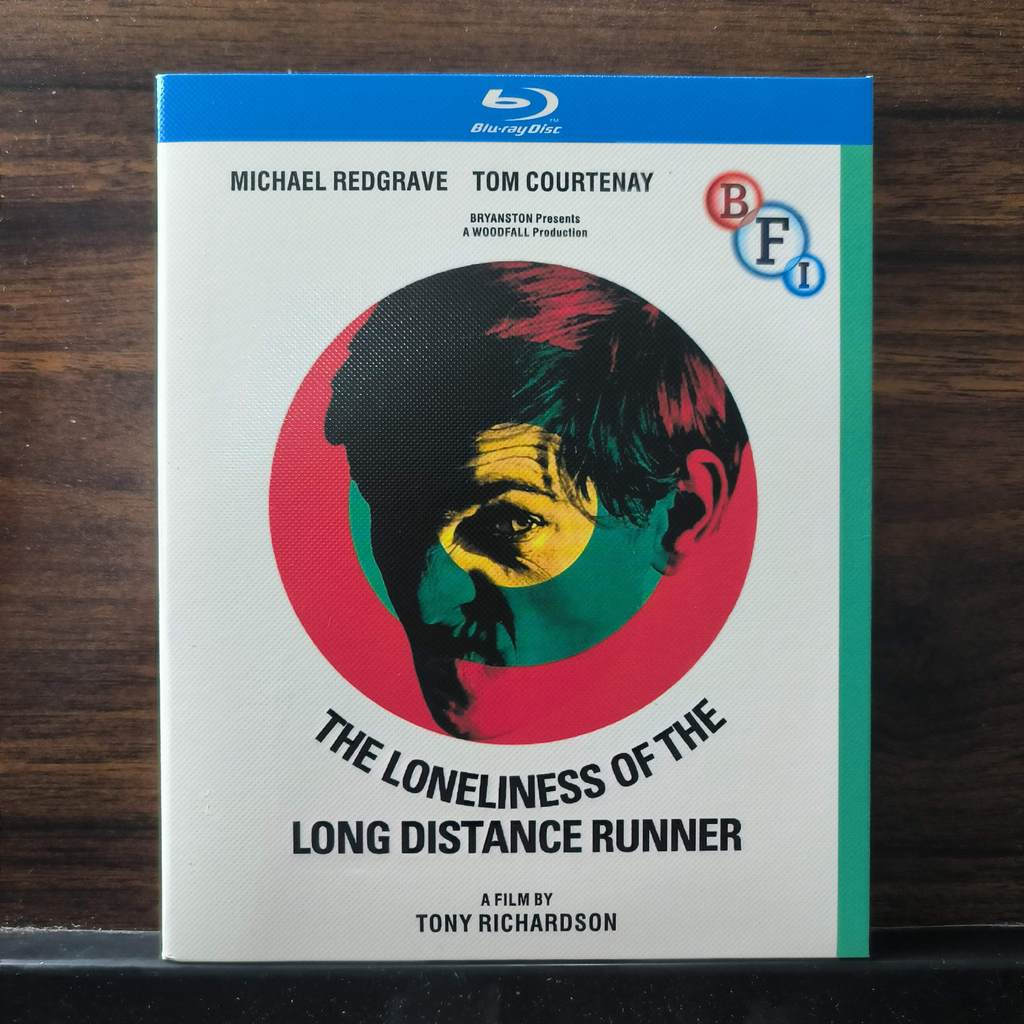 Blu-ray Disc™
MICHAEL REDGRAVE TOM COURTENAY
BRYANSTON Presents
A WOODFALL Production
BFI
THE LONELINESS OF THE
LONG DISTANCE RUNNER
A FILM BY
TONY RICHARDSON